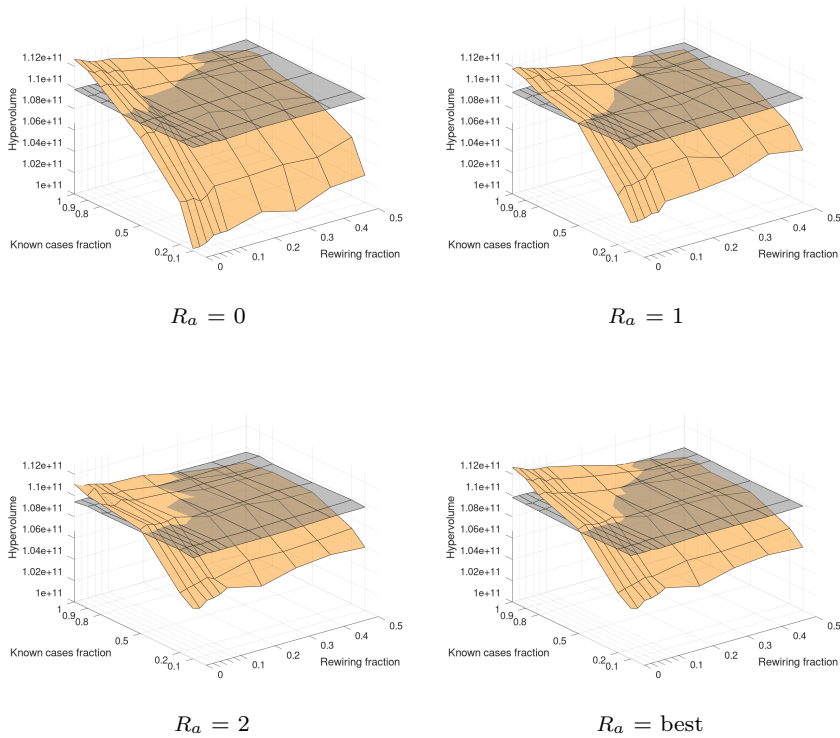 1.12e+11
1.1e+11
1.08e+11
1.06e+11
1.04e+11
1.02e+11
1e+11
Hypervolume
1
0.9
0.8
0.5
0.2
0.1
Known cases fraction
0
0.1
0.2
0.3
0.4
0.5
Rewiring fraction
R_a = 0
1.12e+11
1.1e+11
1.08e+11
1.06e+11
1.04e+11
1.02e+11
1e+11
Hypervolume
1
0.9
0.8
0.5
0.2
0.1
Known cases fraction
0
0.1
0.2
0.3
0.4
0.5
Rewiring fraction
R_a = 1
1.12e+11
1.1e+11
1.08e+11
1.06e+11
1.04e+11
1.02e+11
1e+11
Hypervolume
1
0.9
0.8
0.5
0.2
0.1
Known cases fraction
0
0.1
0.2
0.3
0.4
0.5
Rewiring fraction
R_a = 2
1.12e+11
1.1e+11
1.08e+11
1.06e+11
1.04e+11
1.02e+11
1e+11
Hypervolume
1
0.9
0.8
0.5
0.2
0.1
Known cases fraction
0
0.1
0.2
0.3
0.4
0.5
Rewiring fraction
R_a = best